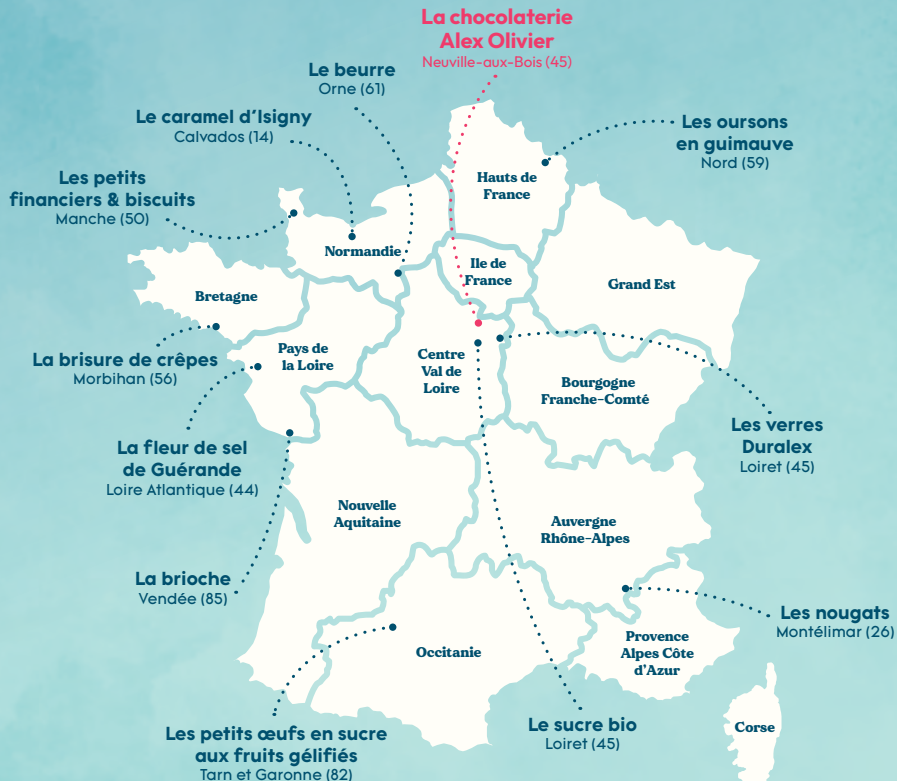 La chocolaterie
Alex Olivier
Neuville-aux-Bois (45)
Le beurre
Orne (61)
Le caramel d'Isigny
Calvados (14)
Les oursons
en guimauve
Nord (59)
Les petits
financiers & biscuits
Manche (50)
Hauts de
France
Normandie
Ile de
France
Grand Est
Bretagne
Pays de
la Loire
Centre
Val de
Loire
Bourgogne
Franche-Comté
La brisure de crêpes
Morbihan (56)
La fleur de sel
de Guérande
Loire Atlantique (44)
Les verres
Duralex
Loiret (45)
Nouvelle
Aquitaine
Auvergne
Rhône-Alpes
La brioche
Vendée (85)
Les nougats
Montélimar (26)
Occitanie
Provence
Alpes Côte
d'Azur
Les petits œufs en sucre
aux fruits gélifiés
Tarn et Garonne (82)
Le sucre bio
Loiret (45)
Corse